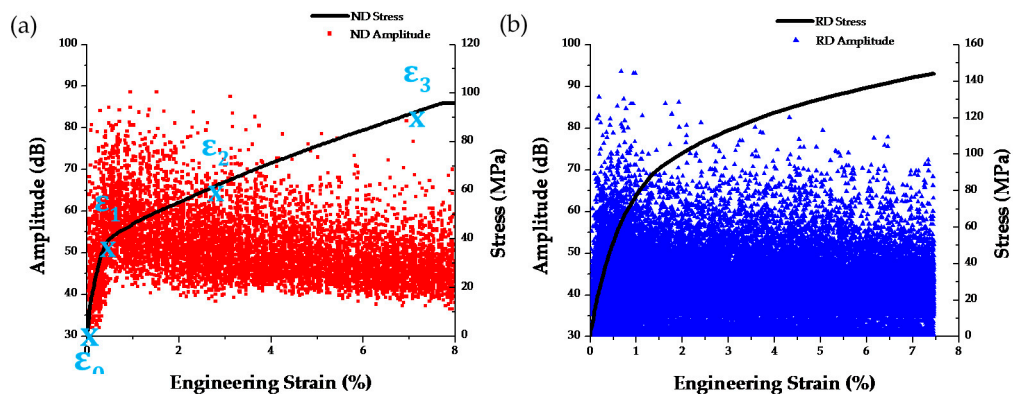 (a)
ND Stress
ND Amplitude
100
90
80
70
60
50
40
30
Amplitude (dB)
120
100
80
60
40
20
0
Stress (MPa)
ε3
ε2
ε1
ε0
X
X
X
X
0
2
4
6
8
Engineering Strain (%)
(b)
RD Stress
RD Amplitude
100
90
80
70
60
50
40
30
Amplitude (dB)
160
140
120
100
80
60
40
20
0
Stress (MPa)
0
1
2
3
4
5
6
7
8
Engineering Strain (%)